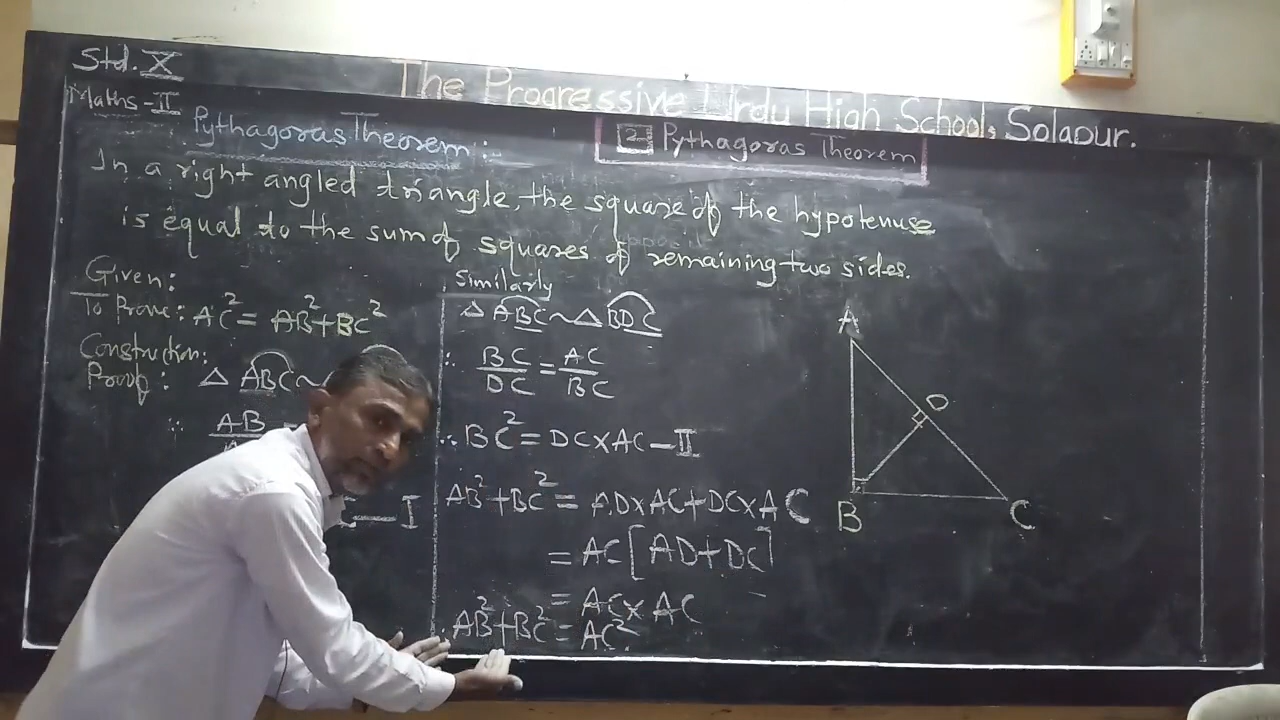 Std. X
The Progressive Urdu High School, Solapur.
Maths-II
Pythagoras Theorem:
2 Pythagoras Theorem
In a right angled triangle, the square of the hypotenuse
is equal to the sum of squares of remaining two sides.
Given:
To Prove: AC² = AB² + BC²
Construction:
Proof: △ ABC ~
∴ AB
I
Similarly
△ ABC ~ △ BDC
∴ BC/DC = AC/BC
∴ BC² = DC × AC — II
AB² + BC² = AD × AC + DC × AC
= AC [AD + DC]
= AC × AC
∴ AB² + BC² = AC²
A
D
B
C